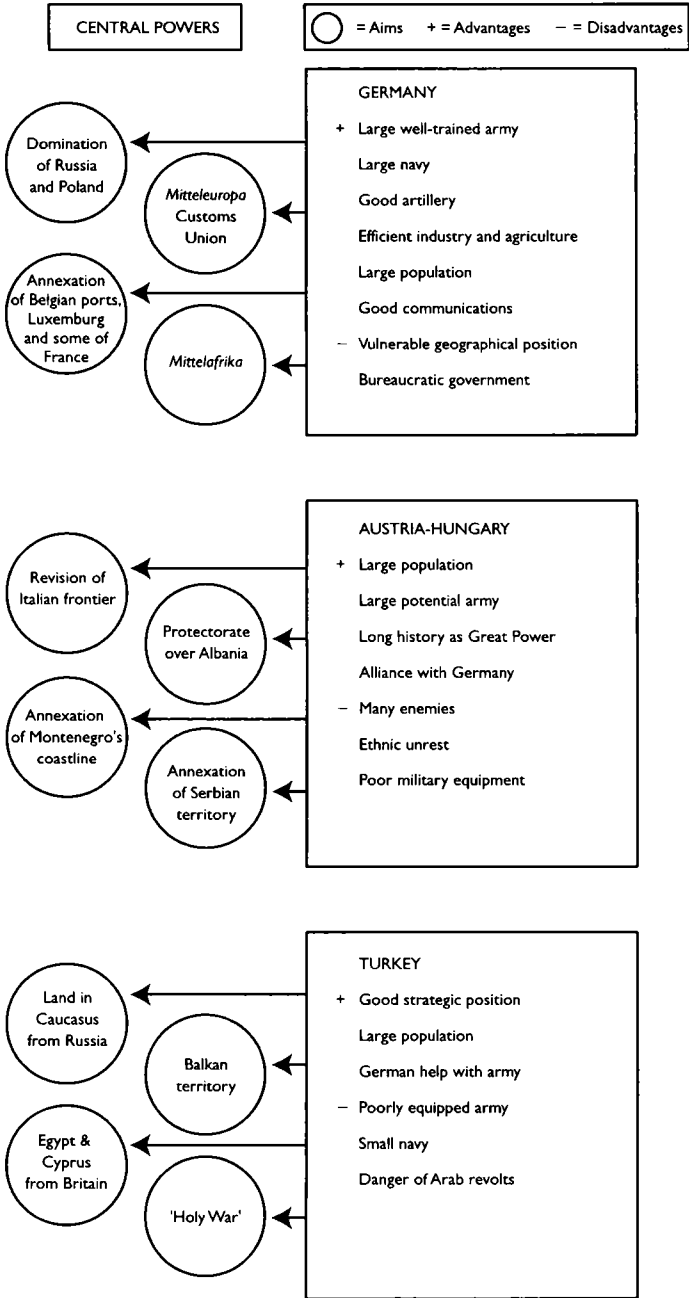 CENTRAL POWERS
= Aims + = Advantages – = Disadvantages
GERMANY
+ Large well-trained army
Large navy
Good artillery
Efficient industry and agriculture
Large population
Good communications
– Vulnerable geographical position
Bureaucratic government
Domination
of Russia
and Poland
Mitteleuropa
Customs
Union
Annexation
of Belgian ports,
Luxemburg
and some of
France
Mittelafrika
AUSTRIA-HUNGARY
+ Large population
Large potential army
Long history as Great Power
Alliance with Germany
– Many enemies
Ethnic unrest
Poor military equipment
Revision of
Italian frontier
Protectorate
over Albania
Annexation
of Montenegro's
coastline
Annexation
of Serbian
territory
TURKEY
+ Good strategic position
Large population
German help with army
– Poorly equipped army
Small navy
Danger of Arab revolts
Land in
Caucasus
from Russia
Balkan
territory
Egypt &
Cyprus
from Britain
'Holy War'